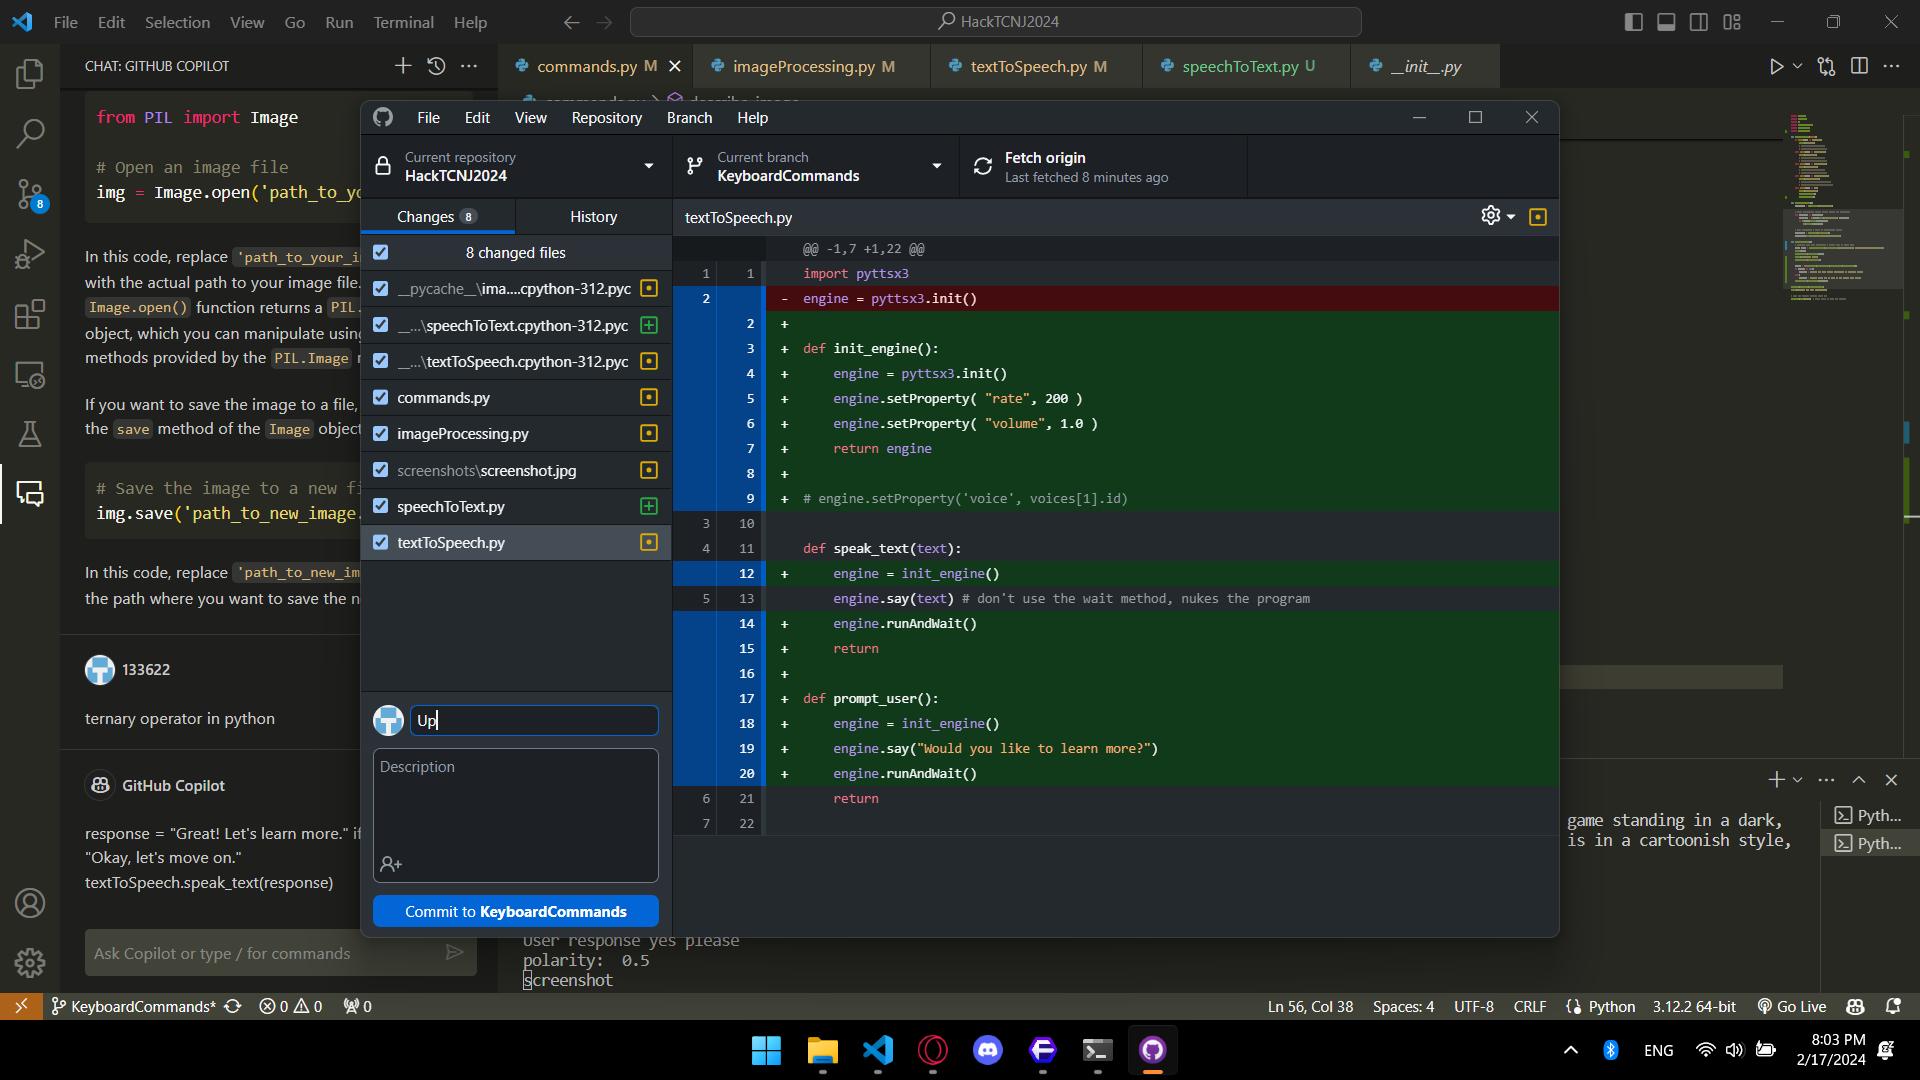 File Edit Selection View Go Run Terminal Help
HackTCNJ2024
CHAT: GITHUB COPILOT
commands.py M
imageProcessing.py M
textToSpeech.py M
speechToText.py U
__init__.py
from PIL import Image
# Open an image file
img = Image.open('path_to_yo
In this code, replace 'path_to_your_i
with the actual path to your image file.
Image.open() function returns a PIL.
object, which you can manipulate using
methods provided by the PIL.Image
If you want to save the image to a file,
the save method of the Image object
# Save the image to a new fi
img.save('path_to_new_image.
In this code, replace 'path_to_new_im
the path where you want to save the n
133622
ternary operator in python
GitHub Copilot
response = "Great! Let's learn more." if
"Okay, let's move on."
textToSpeech.speak_text(response)
Ask Copilot or type / for commands
8
File Edit View Repository Branch Help
Current repository
HackTCNJ2024
Current branch
KeyboardCommands
Fetch origin
Last fetched 8 minutes ago
Changes 8
History
8 changed files
__pycache__\ima....cpython-312.pyc
__...\speechToText.cpython-312.pyc
__...\textToSpeech.cpython-312.pyc
commands.py
imageProcessing.py
screenshots\screenshot.jpg
speechToText.py
textToSpeech.py
Up
Description
Commit to KeyboardCommands
textToSpeech.py
@@ -1,7 +1,22 @@
1 1 import pyttsx3
2 - engine = pyttsx3.init()
2 +
3 + def init_engine():
4 + engine = pyttsx3.init()
5 + engine.setProperty( "rate", 200 )
6 + engine.setProperty( "volume", 1.0 )
7 + return engine
8 +
9 + # engine.setProperty('voice', voices[1].id)
3 10
4 11 def speak_text(text):
12 + engine = init_engine()
5 13 engine.say(text) # don't use the wait method, nukes the program
14 + engine.runAndWait()
15 + return
16 +
17 + def prompt_user():
18 + engine = init_engine()
19 + engine.say("Would you like to learn more?")
20 + engine.runAndWait()
6 21 return
7 22
game standing in a dark,
is in a cartoonish style,
Pyth...
Pyth...
User response yes please
polarity: 0.5
screenshot
KeyboardCommands* 0 0 0
Ln 56, Col 38 Spaces: 4 UTF-8 CRLF Python 3.12.2 64-bit Go Live
ENG
8:03 PM
2/17/2024